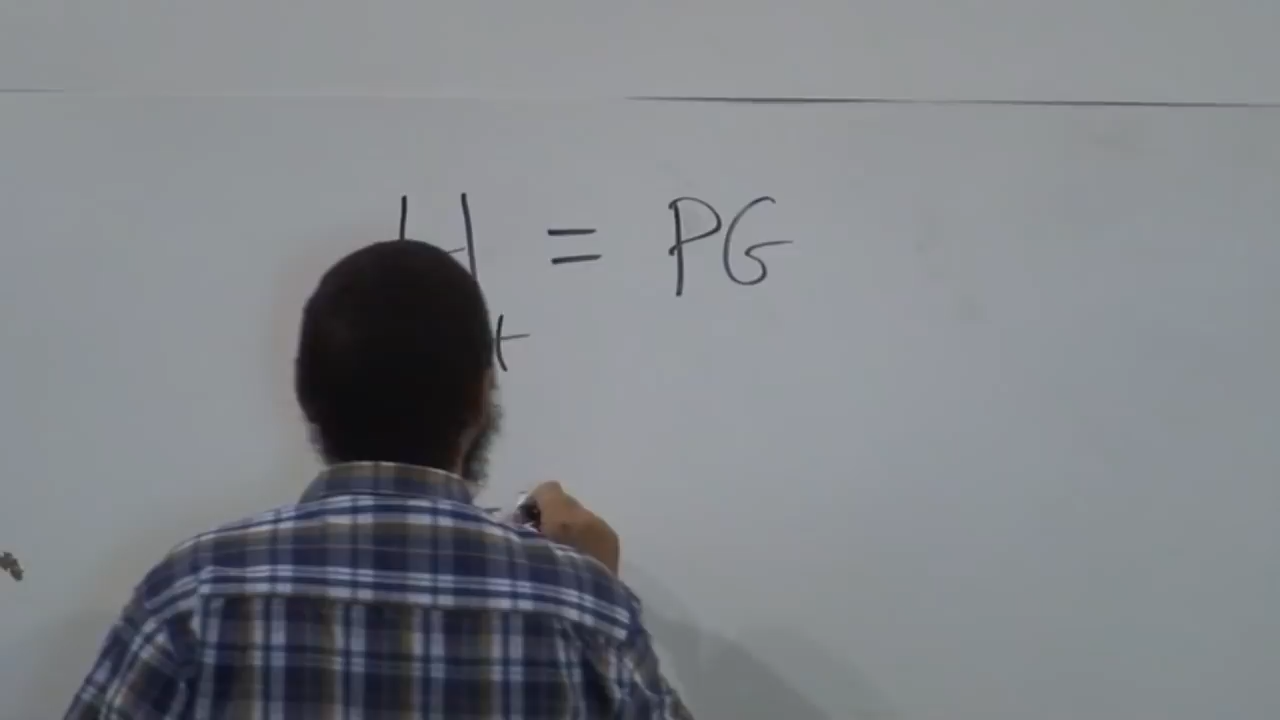 H = PG
t